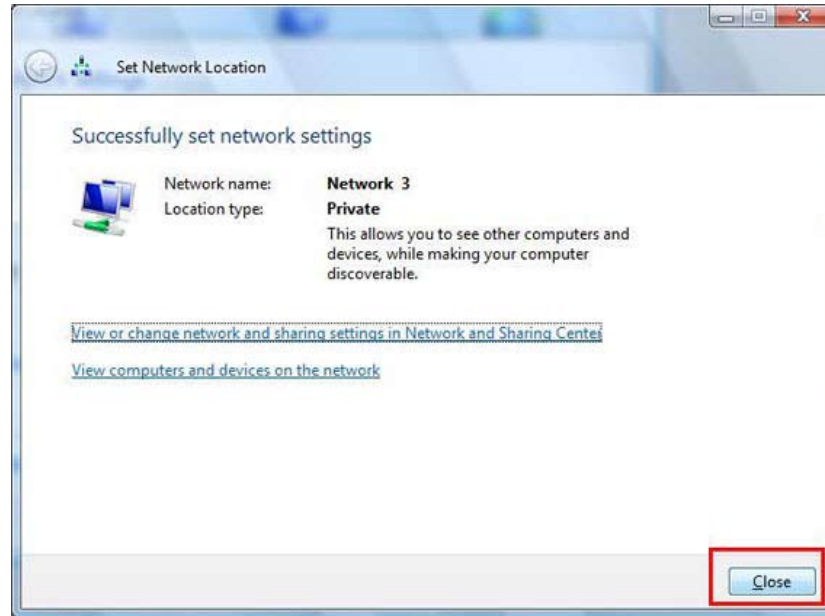 Set Network Location
Successfully set network settings
Network name: Network 3
Location type: Private
This allows you to see other computers and
devices, while making your computer
discoverable.
View or change network and sharing settings in Network and Sharing Center
View computers and devices on the network
Close